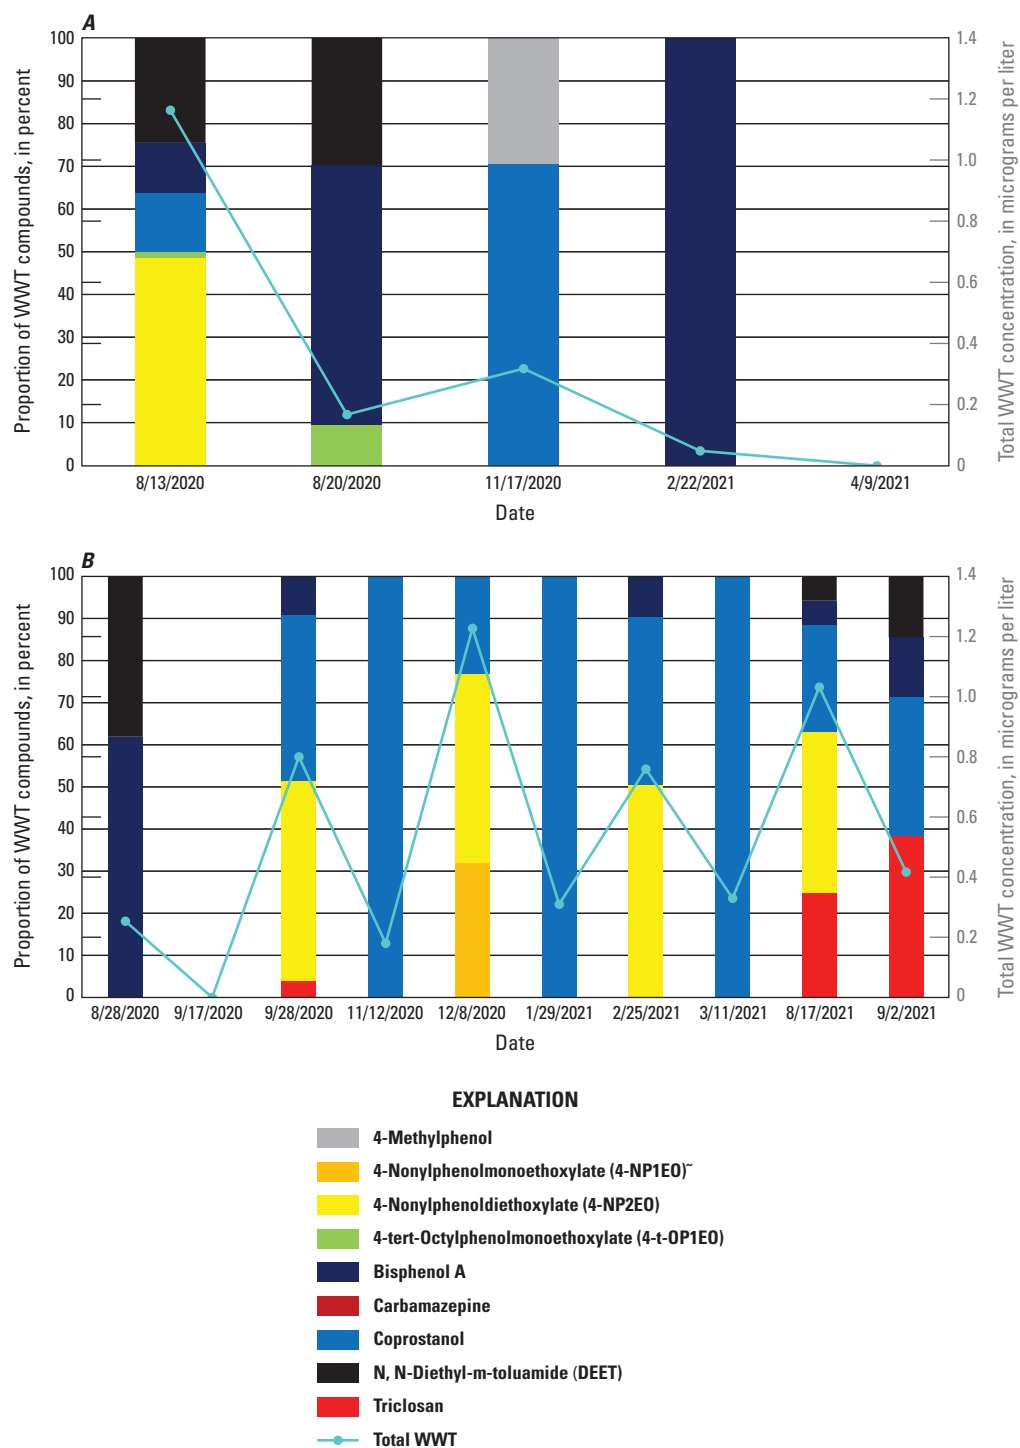 A
Proportion of WWT compounds, in percent
100
90
80
70
60
50
40
30
20
10
0
1.4
1.2
1.0
0.8
0.6
0.4
0.2
0
Total WWT concentration, in micrograms per liter
8/13/2020 8/20/2020 11/17/2020 2/22/2021 4/9/2021
Date
B
Proportion of WWT compounds, in percent
100
90
80
70
60
50
40
30
20
10
0
1.4
1.2
1.0
0.8
0.6
0.4
0.2
0
Total WWT concentration, in micrograms per liter
8/28/2020 9/17/2020 9/28/2020 11/12/2020 12/8/2020 1/29/2021 2/25/2021 3/11/2021 8/17/2021 9/2/2021
Date
EXPLANATION
4-Methylphenol
4-Nonylphenolmonoethoxylate (4-NP1EO)~
4-Nonylphenoldiethoxylate (4-NP2EO)
4-tert-Octylphenolmonoethoxylate (4-t-OP1EO)
Bisphenol A
Carbamazepine
Coprostanol
N, N-Diethyl-m-toluamide (DEET)
Triclosan
Total WWT